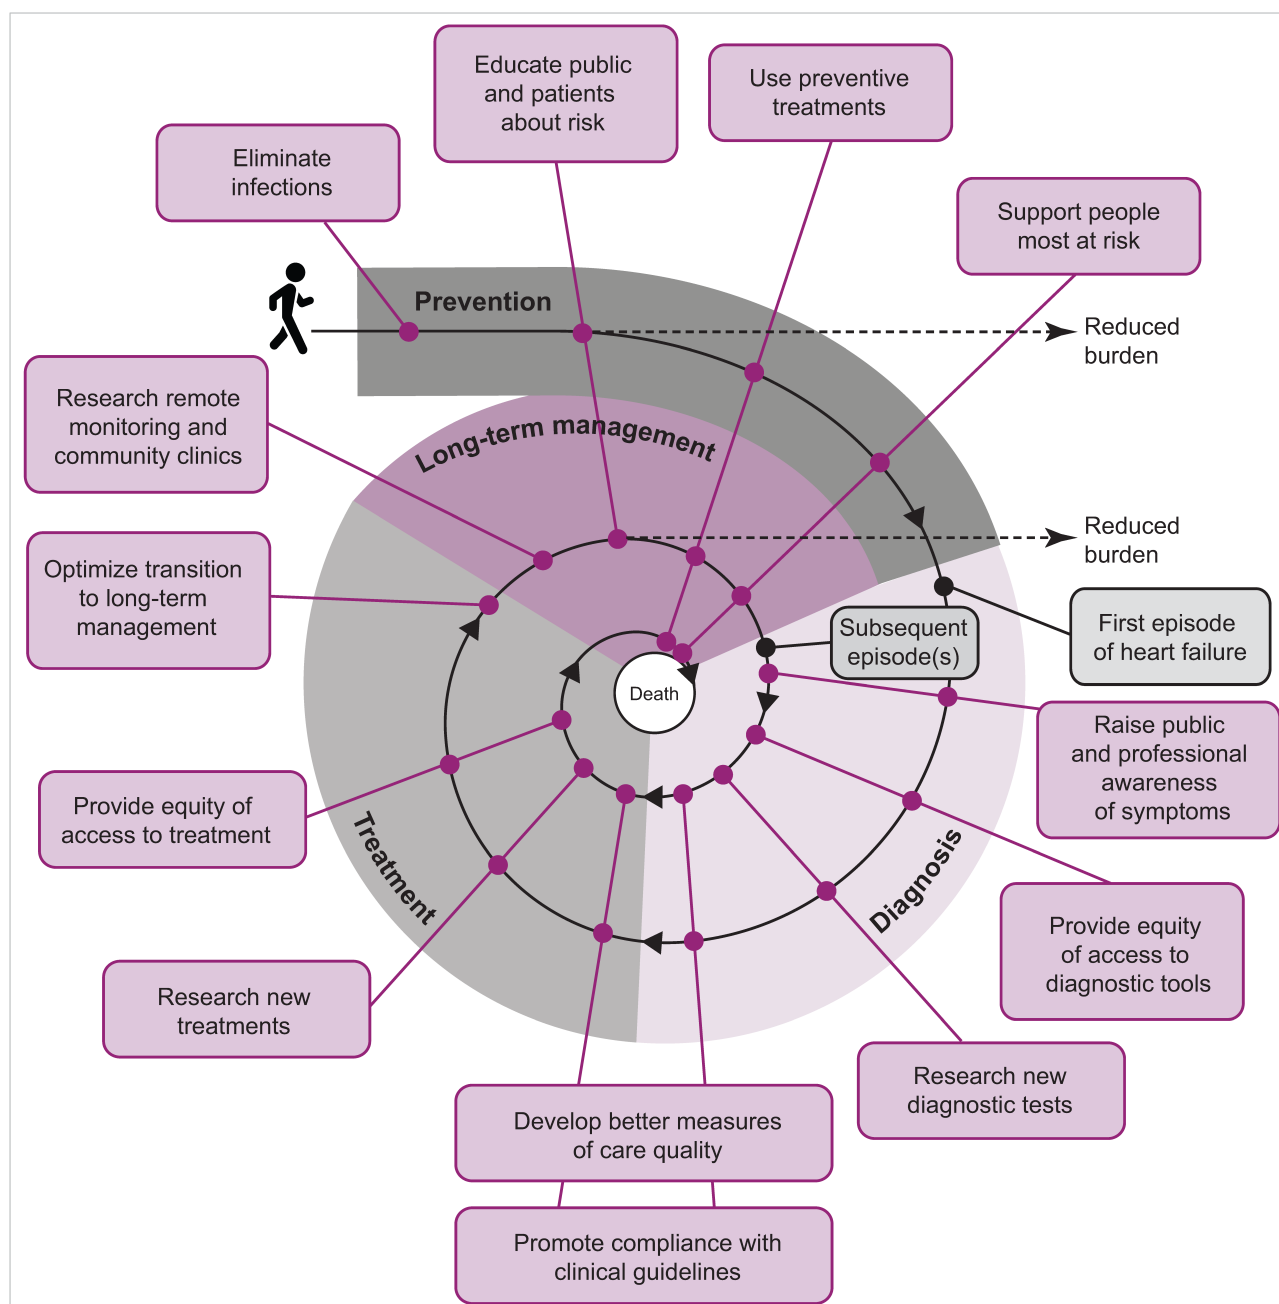 Educate public
and patients
about risk
Use preventive
treatments
Eliminate
infections
Support people
most at risk
Prevention
Reduced
burden
Research remote
monitoring and
community clinics
Long-term management
Reduced
burden
Optimize transition
to long-term
management
First episode
of heart failure
Subsequent
episode(s)
Death
Raise public
and professional
awareness
of symptoms
Provide equity of
access to treatment
Treatment
Diagnosis
Provide equity
of access to
diagnostic tools
Research new
treatments
Research new
diagnostic tests
Develop better measures
of care quality
Promote compliance with
clinical guidelines